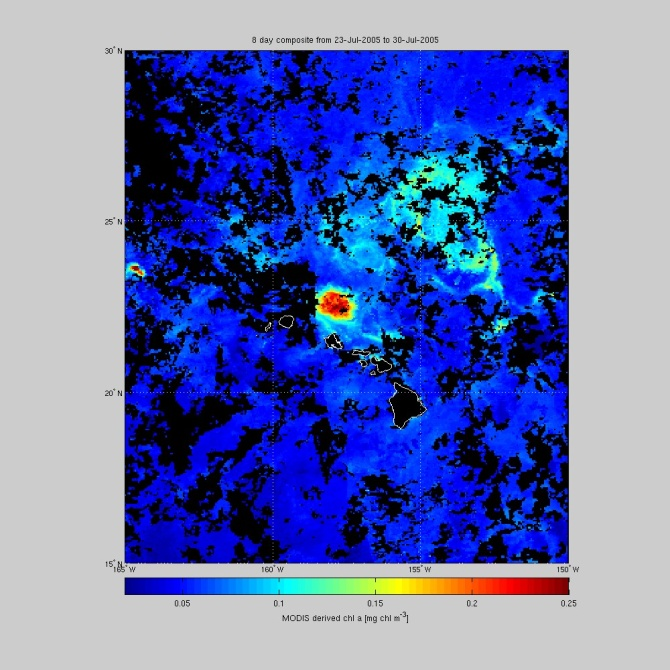 8 day composite from 23-Jul-2005 to 30-Jul-2005
30° N
25° N
20° N
15° N
165° W
160° W
155° W
150° W
0.05
0.1
0.15
0.2
0.25
MODIS derived chl a [mg chl m⁻³]